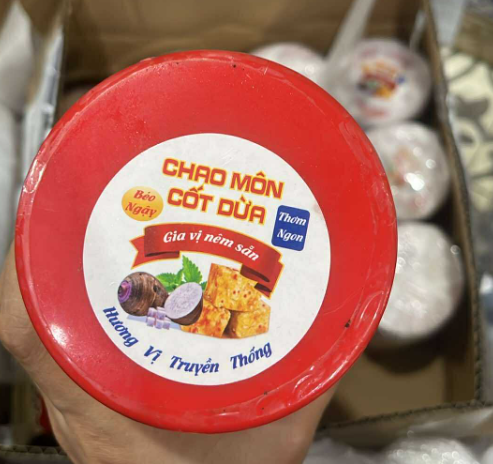 CHAO MÔN
CỐT DỪA
Béo
Ngậy
Thơm
Ngon
Gia vị nêm sẵn
Hương Vị Truyền Thống